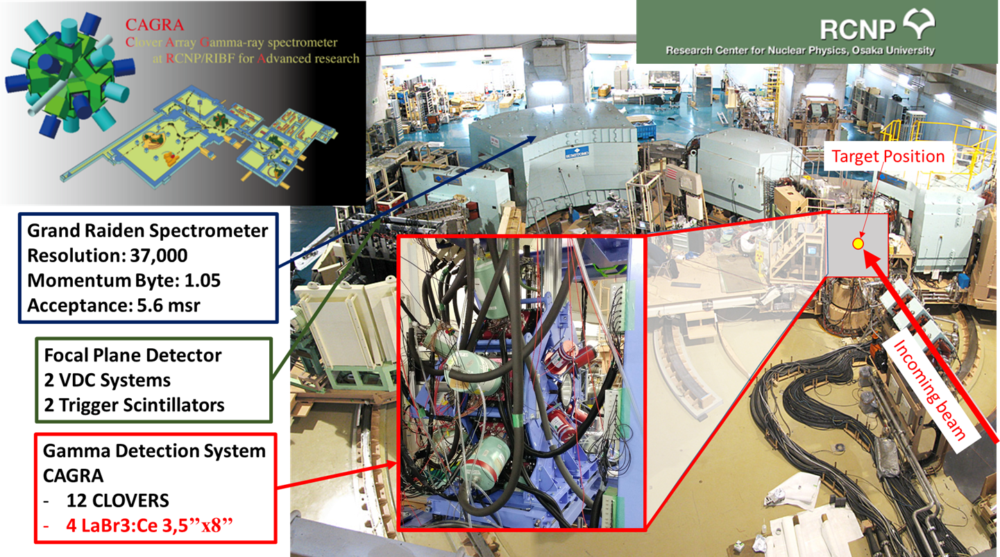 CAGRA
Clover Array Gamma-ray spectrometer
at RCNP/RIBF for Advanced research
RCNP
Research Center for Nuclear Physics, Osaka University
SUMITOMO
Target Position
Grand Raiden Spectrometer
Resolution: 37,000
Momentum Byte: 1.05
Acceptance: 5.6 msr
Focal Plane Detector
2 VDC Systems
2 Trigger Scintillators
Gamma Detection System
CAGRA
- 12 CLOVERS
- 4 LaBr3:Ce 3,5”x8”
Incoming beam